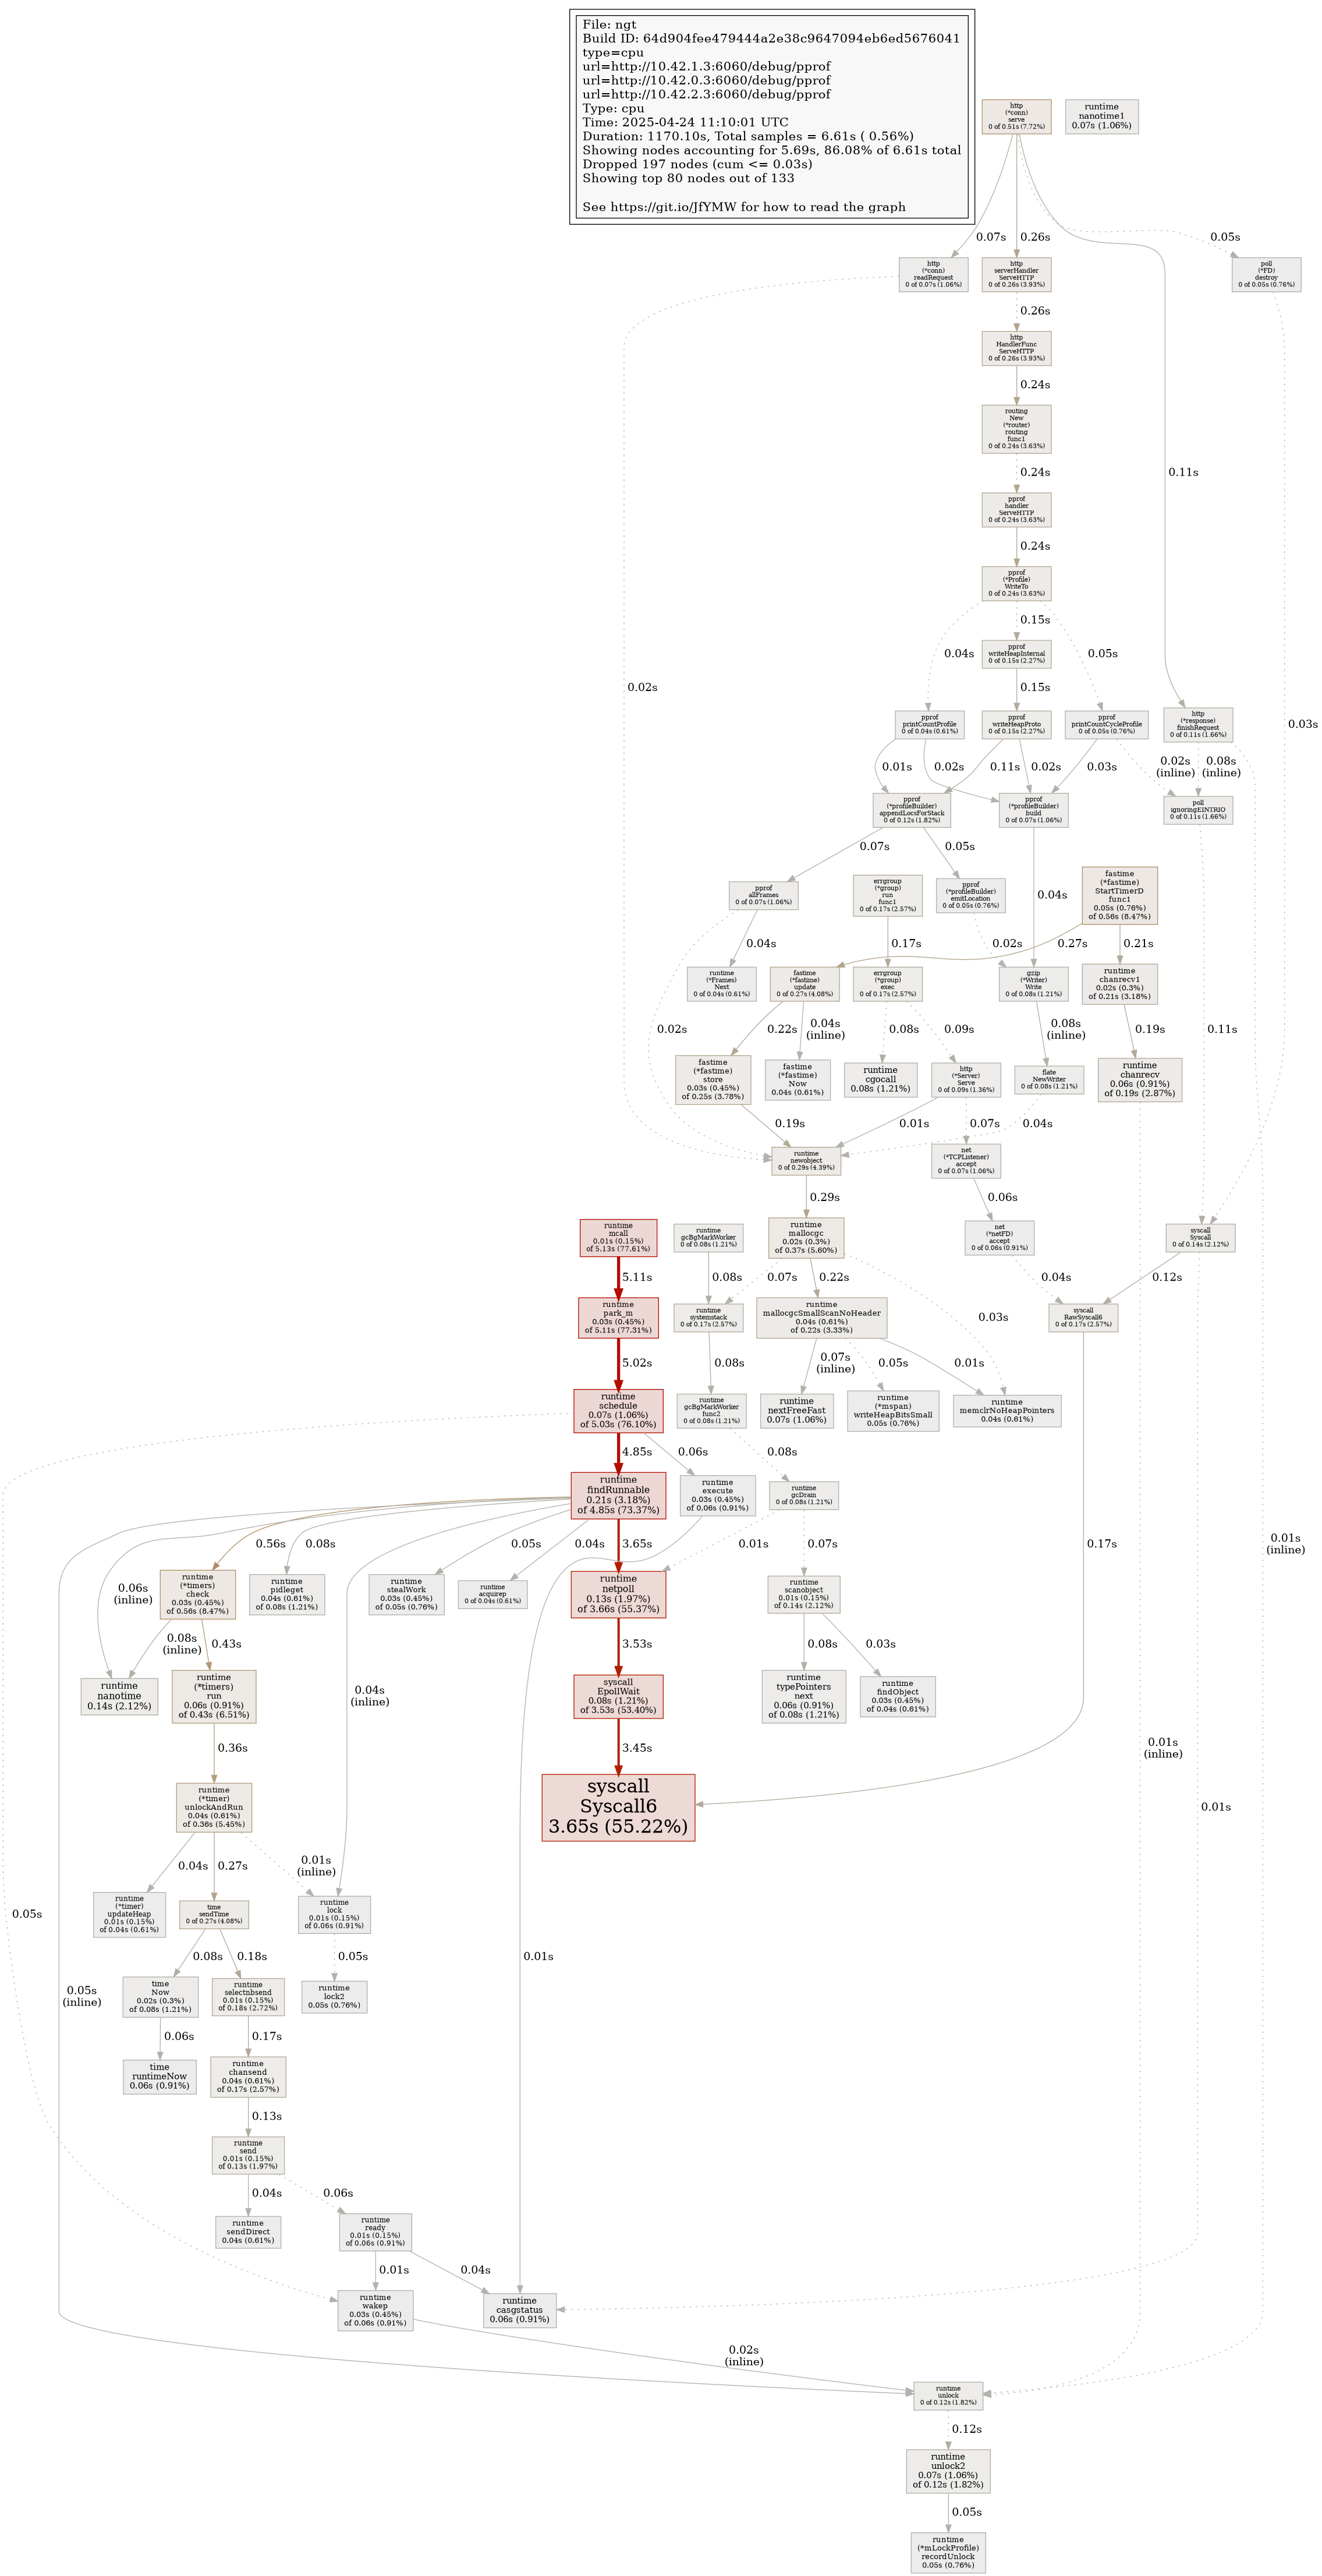 File: ngt
Build ID: 64d904fee479444a2e38c9647094eb6ed5676041
type=cpu
url=http://10.42.1.3:6060/debug/pprof
url=http://10.42.0.3:6060/debug/pprof
url=http://10.42.2.3:6060/debug/pprof
Type: cpu
Time: 2025-04-24 11:10:01 UTC
Duration: 1170.10s, Total samples = 6.61s ( 0.56%)
Showing nodes accounting for 5.69s, 86.08% of 6.61s total
Dropped 197 nodes (cum <= 0.03s)
Showing top 80 nodes out of 133
See https://git.io/JfYMW for how to read the graph
http
(*conn)
serve
0 of 0.51s (7.72%)
runtime
nanotime1
0.07s (1.06%)
0.07s
0.26s
0.05s
http
(*conn)
readRequest
0 of 0.07s (1.06%)
http
serverHandler
ServeHTTP
0 of 0.26s (3.93%)
poll
(*FD)
destroy
0 of 0.05s (0.76%)
0.26s
http
HandlerFunc
ServeHTTP
0 of 0.26s (3.93%)
0.24s
routing
New
(*router)
routing
func1
0 of 0.24s (3.63%)
0.24s
0.11s
pprof
handler
ServeHTTP
0 of 0.24s (3.63%)
0.24s
pprof
(*Profile)
WriteTo
0 of 0.24s (3.63%)
0.04s
0.15s
0.05s
pprof
writeHeapInternal
0 of 0.15s (2.27%)
0.02s
0.15s
0.03s
pprof
printCountProfile
0 of 0.04s (0.61%)
pprof
writeHeapProto
0 of 0.15s (2.27%)
pprof
printCountCycleProfile
0 of 0.05s (0.76%)
http
(*response)
finishRequest
0 of 0.11s (1.66%)
0.01s
0.02s
0.11s
0.02s
0.03s
0.02s
(inline)
0.08s
(inline)
pprof
(*profileBuilder)
appendLocsForStack
0 of 0.12s (1.82%)
pprof
(*profileBuilder)
build
0 of 0.07s (1.06%)
poll
ignoringEINTRIO
0 of 0.11s (1.66%)
0.07s
0.05s
0.04s
pprof
allFrames
0 of 0.07s (1.06%)
errgroup
(*group)
run
func1
0 of 0.17s (2.57%)
pprof
(*profileBuilder)
emitLocation
0 of 0.05s (0.76%)
fastime
(*fastime)
StartTimerD
func1
0.05s (0.76%)
of 0.56s (8.47%)
0.04s
0.17s
0.02s
0.27s
0.21s
runtime
(*Frames)
Next
0 of 0.04s (0.61%)
fastime
(*fastime)
update
0 of 0.27s (4.08%)
errgroup
(*group)
exec
0 of 0.17s (2.57%)
gzip
(*Writer)
Write
0 of 0.08s (1.21%)
runtime
chanrecv1
0.02s (0.3%)
of 0.21s (3.18%)
0.02s
0.22s
0.04s
(inline)
0.08s
0.09s
0.08s
(inline)
0.19s
0.11s
fastime
(*fastime)
store
0.03s (0.45%)
of 0.25s (3.78%)
fastime
(*fastime)
Now
0.04s (0.61%)
runtime
cgocall
0.08s (1.21%)
http
(*Server)
Serve
0 of 0.09s (1.36%)
flate
NewWriter
0 of 0.08s (1.21%)
runtime
chanrecv
0.06s (0.91%)
of 0.19s (2.87%)
0.19s
0.01s
0.07s
0.04s
runtime
newobject
0 of 0.29s (4.39%)
net
(*TCPListener)
accept
0 of 0.07s (1.06%)
0.29s
0.06s
runtime
mcall
0.01s (0.15%)
of 5.13s (77.61%)
runtime
gcBgMarkWorker
0 of 0.08s (1.21%)
runtime
mallocgc
0.02s (0.3%)
of 0.37s (5.60%)
net
(*netFD)
accept
0 of 0.06s (0.91%)
syscall
Syscall
0 of 0.14s (2.12%)
5.11s
0.08s
0.07s
0.22s
0.03s
0.04s
0.12s
runtime
park_m
0.03s (0.45%)
of 5.11s (77.31%)
runtime
systemstack
0 of 0.17s (2.57%)
runtime
mallocgcSmallScanNoHeader
0.04s (0.61%)
of 0.22s (3.33%)
syscall
RawSyscall6
0 of 0.17s (2.57%)
5.02s
0.08s
0.07s
(inline)
0.05s
0.01s
runtime
schedule
0.07s (1.06%)
of 5.03s (76.10%)
runtime
gcBgMarkWorker
func2
0 of 0.08s (1.21%)
runtime
nextFreeFast
0.07s (1.06%)
runtime
(*mspan)
writeHeapBitsSmall
0.05s (0.76%)
runtime
memclrNoHeapPointers
0.04s (0.61%)
4.85s
0.06s
0.08s
runtime
findRunnable
0.21s (3.18%)
of 4.85s (73.37%)
runtime
execute
0.03s (0.45%)
of 0.06s (0.91%)
runtime
gcDrain
0 of 0.08s (1.21%)
0.56s
0.08s
0.05s
0.04s
3.65s
0.01s
0.07s
0.17s
0.01s
(inline)
0.06s
(inline)
runtime
(*timers)
check
0.03s (0.45%)
of 0.56s (8.47%)
runtime
pidleget
0.04s (0.61%)
of 0.08s (1.21%)
runtime
stealWork
0.03s (0.45%)
of 0.05s (0.76%)
runtime
acquirep
0 of 0.04s (0.61%)
runtime
netpoll
0.13s (1.97%)
of 3.66s (55.37%)
runtime
scanobject
0.01s (0.15%)
of 0.14s (2.12%)
0.08s
(inline)
0.43s
3.53s
0.08s
0.03s
runtime
nanotime
0.14s (2.12%)
runtime
(*timers)
run
0.06s (0.91%)
of 0.43s (6.51%)
0.04s
(inline)
syscall
EpollWait
0.08s (1.21%)
of 3.53s (53.40%)
runtime
typePointers
next
0.06s (0.91%)
of 0.08s (1.21%)
runtime
findObject
0.03s (0.45%)
of 0.04s (0.61%)
0.36s
3.45s
0.01s
(inline)
runtime
(*timer)
unlockAndRun
0.04s (0.61%)
of 0.36s (5.45%)
syscall
Syscall6
3.65s (55.22%)
0.01s
0.04s
0.27s
0.01s
(inline)
0.05s
runtime
(*timer)
updateHeap
0.01s (0.15%)
of 0.04s (0.61%)
time
sendTime
0 of 0.27s (4.08%)
runtime
lock
0.01s (0.15%)
of 0.06s (0.91%)
0.08s
0.18s
0.05s
0.01s
0.05s
(inline)
time
Now
0.02s (0.3%)
of 0.08s (1.21%)
runtime
selectnbsend
0.01s (0.15%)
of 0.18s (2.72%)
runtime
lock2
0.05s (0.76%)
0.06s
0.17s
time
runtimeNow
0.06s (0.91%)
runtime
chansend
0.04s (0.61%)
of 0.17s (2.57%)
0.13s
runtime
send
0.01s (0.15%)
of 0.13s (1.97%)
0.04s
0.06s
runtime
sendDirect
0.04s (0.61%)
runtime
ready
0.01s (0.15%)
of 0.06s (0.91%)
0.01s
0.04s
runtime
wakep
0.03s (0.45%)
of 0.06s (0.91%)
runtime
casgstatus
0.06s (0.91%)
0.02s
(inline)
runtime
unlock
0 of 0.12s (1.82%)
0.12s
runtime
unlock2
0.07s (1.06%)
of 0.12s (1.82%)
0.05s
runtime
(*mLockProfile)
recordUnlock
0.05s (0.76%)